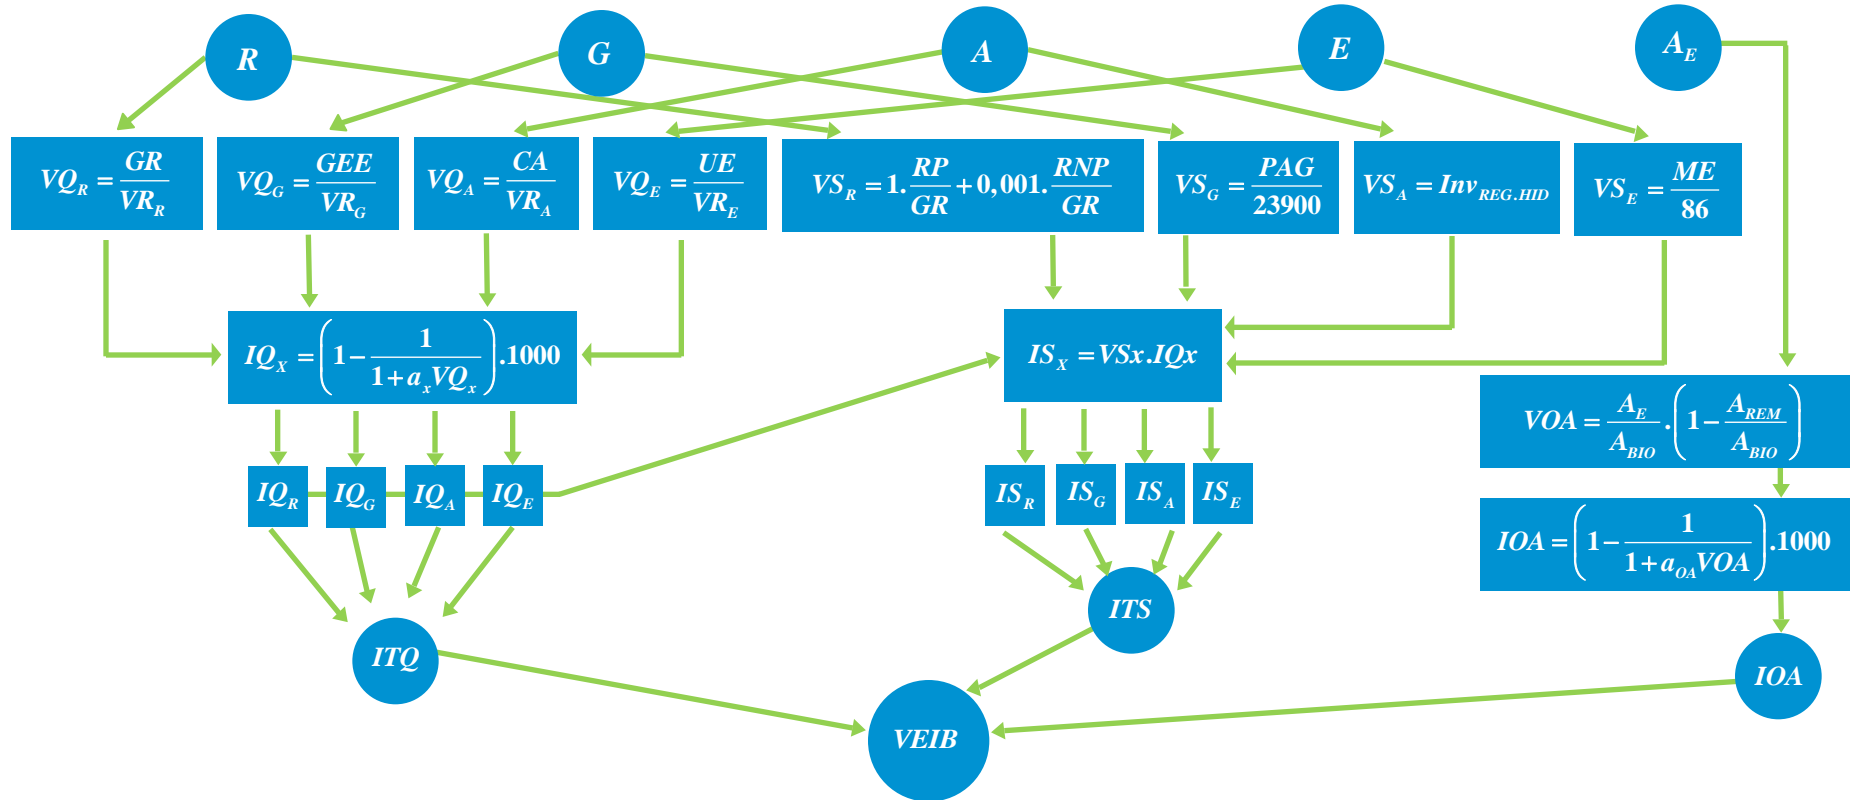 R
G
A
E
A_E
VQ_R = GR/VR_R
VQ_G = GEE/VR_G
VQ_A = CA/VR_A
VQ_E = UE/VR_E
VS_R = 1.RP/GR + 0,001.RNP/GR
VS_G = PAG/23900
VS_A = Inv_REG.HID
VS_E = ME/86
IQ_X = (1 - 1/(1 + a_x VQ_x)).1000
IS_X = VSx.IQx
VOA = A_E/A_BIO.(1 - A_REM/A_BIO)
IQ_R
IQ_G
IQ_A
IQ_E
IS_R
IS_G
IS_A
IS_E
IOA = (1 - 1/(1 + a_OA VOA)).1000
ITQ
ITS
IOA
VEIB